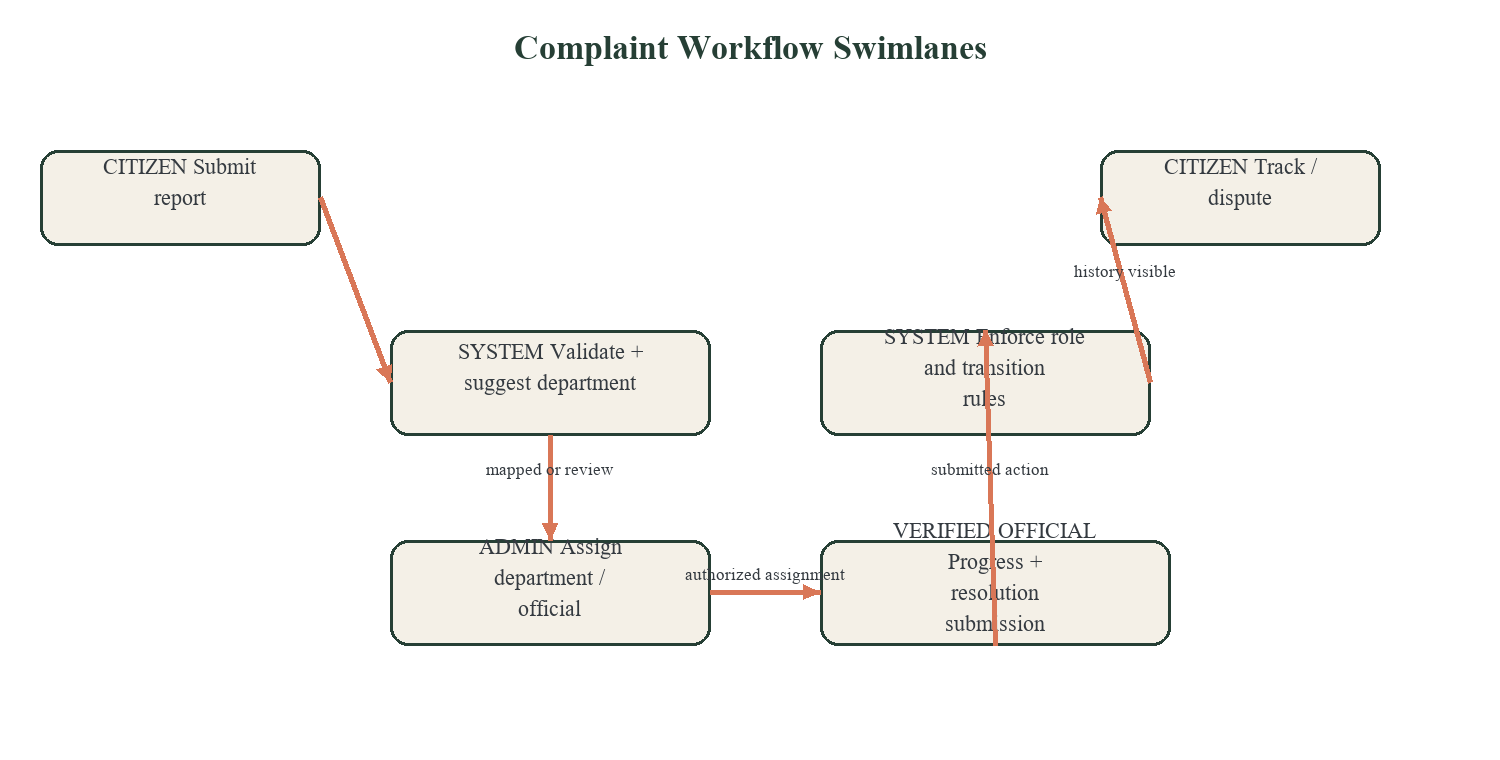 Complaint Workflow Swimlanes
CITIZEN Submit
report
CITIZEN Track /
dispute
history visible
SYSTEM Validate +
suggest department
SYSTEM Enforce role
and transition
rules
mapped or review
submitted action
ADMIN Assign
department /
official
authorized assignment
VERIFIED OFFICIAL
Progress +
resolution
submission